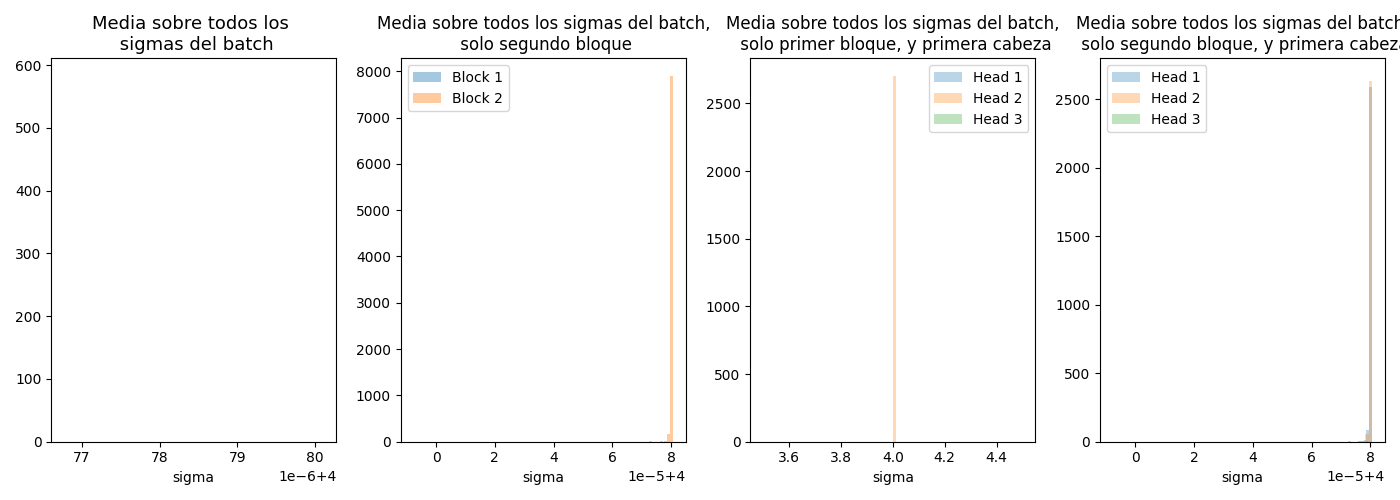 Media sobre todos los
sigmas del batch
600
500
400
300
200
100
0
77 78 79 80
sigma
1e−6+4
Media sobre todos los sigmas del batch,
solo segundo bloque
Block 1
Block 2
8000
7000
6000
5000
4000
3000
2000
1000
0
0 2 4 6 8
sigma
1e−5+4
Media sobre todos los sigmas del batch,
solo primer bloque, y primera cabeza
Head 1
Head 2
Head 3
2500
2000
1500
1000
500
0
3.6 3.8 4.0 4.2 4.4
sigma
Media sobre todos los sigmas del batch
solo segundo bloque, y primera cabeza
Head 1
Head 2
Head 3
2500
2000
1500
1000
500
0
0 2 4 6 8
sigma
1e−5+4